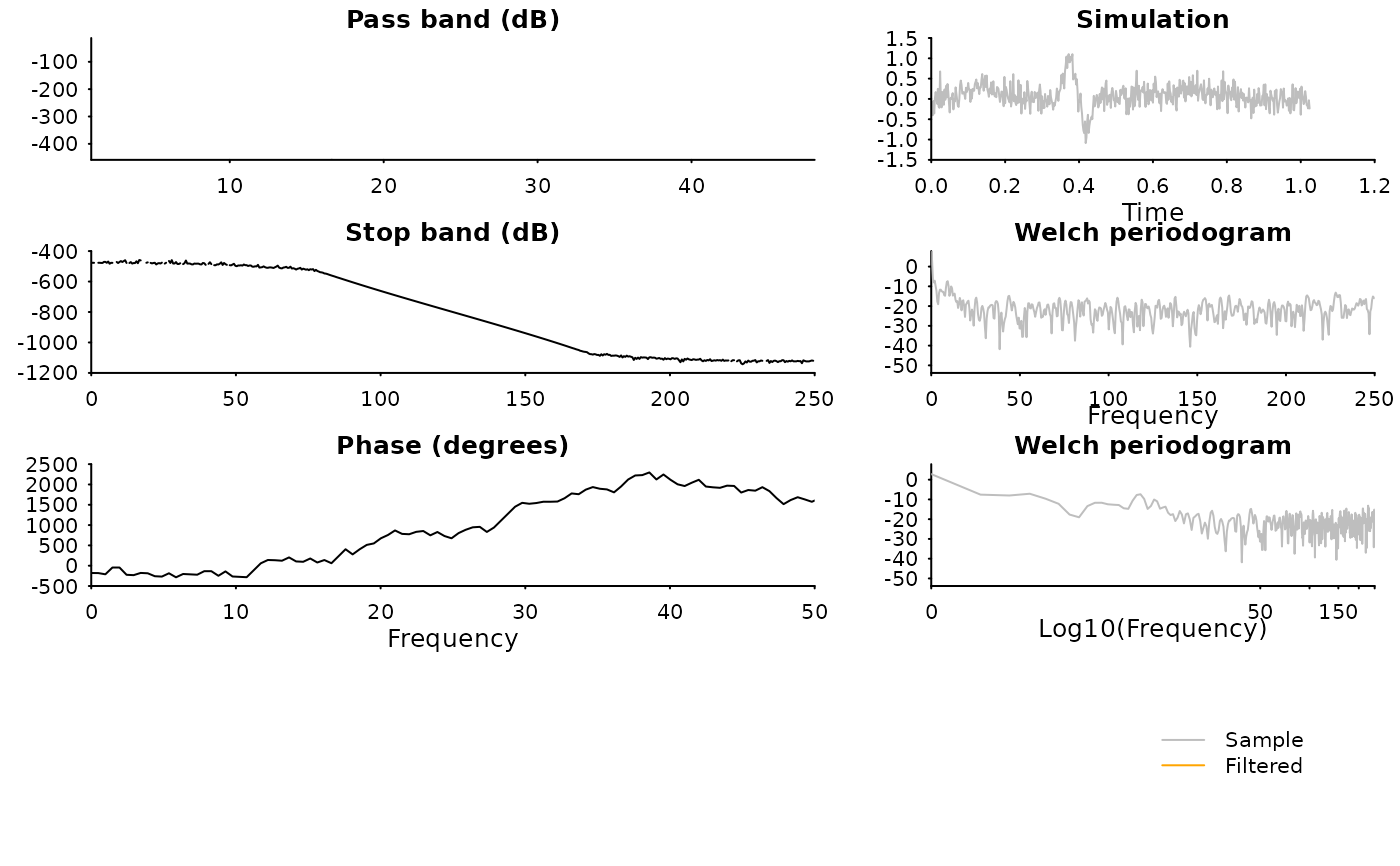 Pass band (dB)
-100
-200
-300
-400
10 20 30 40
Simulation
1.5
1.0
0.5
0.0
-0.5
-1.0
-1.5
0.0 0.2 0.4 0.6 0.8 1.0 1.2
Time
Stop band (dB)
-400
-600
-800
-1000
-1200
0 50 100 150 200 250
Welch periodogram
0
-10
-20
-30
-40
-50
0 50 100 150 200 250
Frequency
Phase (degrees)
2500
2000
1500
1000
500
0
-500
0 10 20 30 40 50
Frequency
Welch periodogram
0
-10
-20
-30
-40
-50
0 50 150
Log10(Frequency)
Sample
Filtered